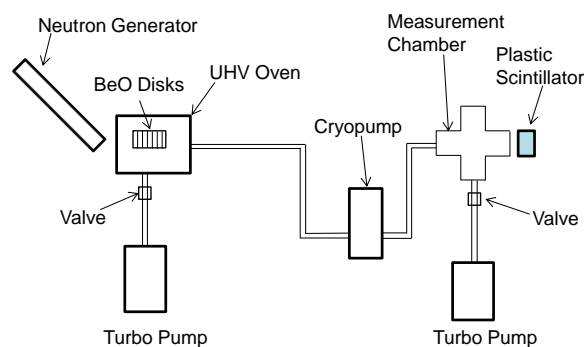 Neutron Generator
BeO Disks
UHV Oven
Valve
Turbo Pump
Cryopump
Measurement
Chamber
Plastic
Scintillator
Valve
Turbo Pump